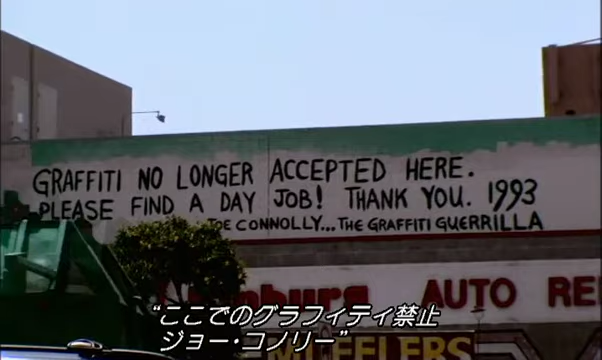 GRAFFITI NO LONGER ACCEPTED HERE.
PLEASE FIND A DAY JOB! THANK YOU. 1993
JOE CONNOLLY...THE GRAFFITI GUERRILLA
AUTO
“ここでのグラフィティ禁止
ジョー・コノリー”